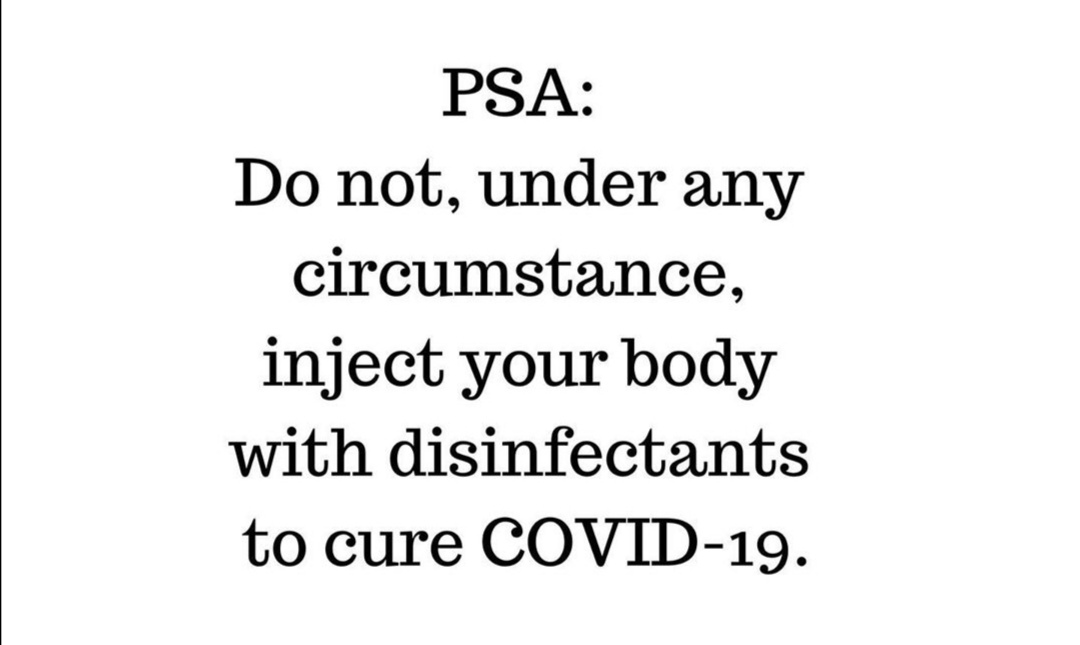 PSA:
Do not, under any
circumstance,
inject your body
with disinfectants
to cure COVID-19.